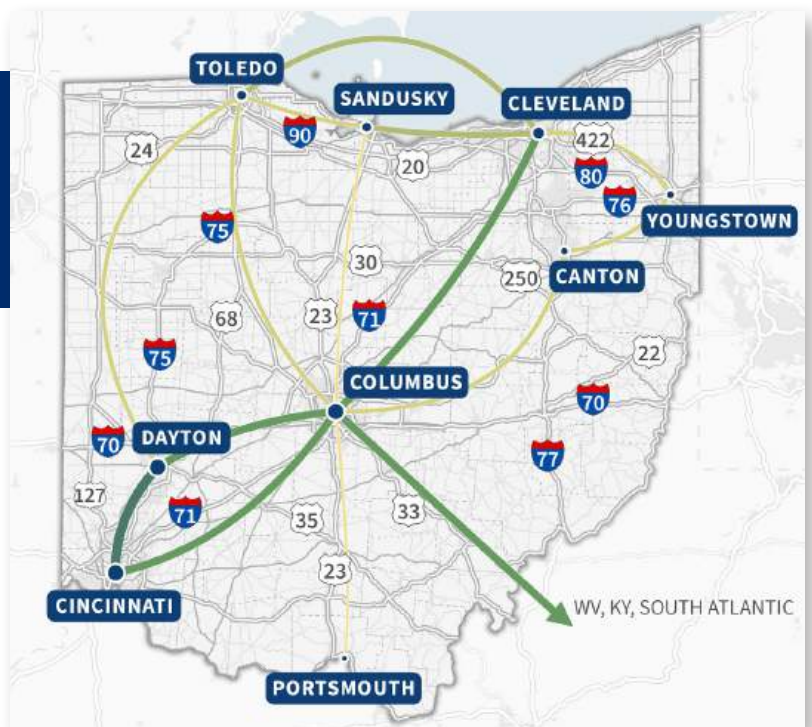 TOLEDO
SANDUSKY
CLEVELAND
90
422
24
20
80
76
YOUNGSTOWN
75
CANTON
30
250
68
23
71
75
22
COLUMBUS
70
DAYTON
70
77
127
71
35
33
23
CINCINNATI
WV, KY, SOUTH ATLANTIC
PORTSMOUTH